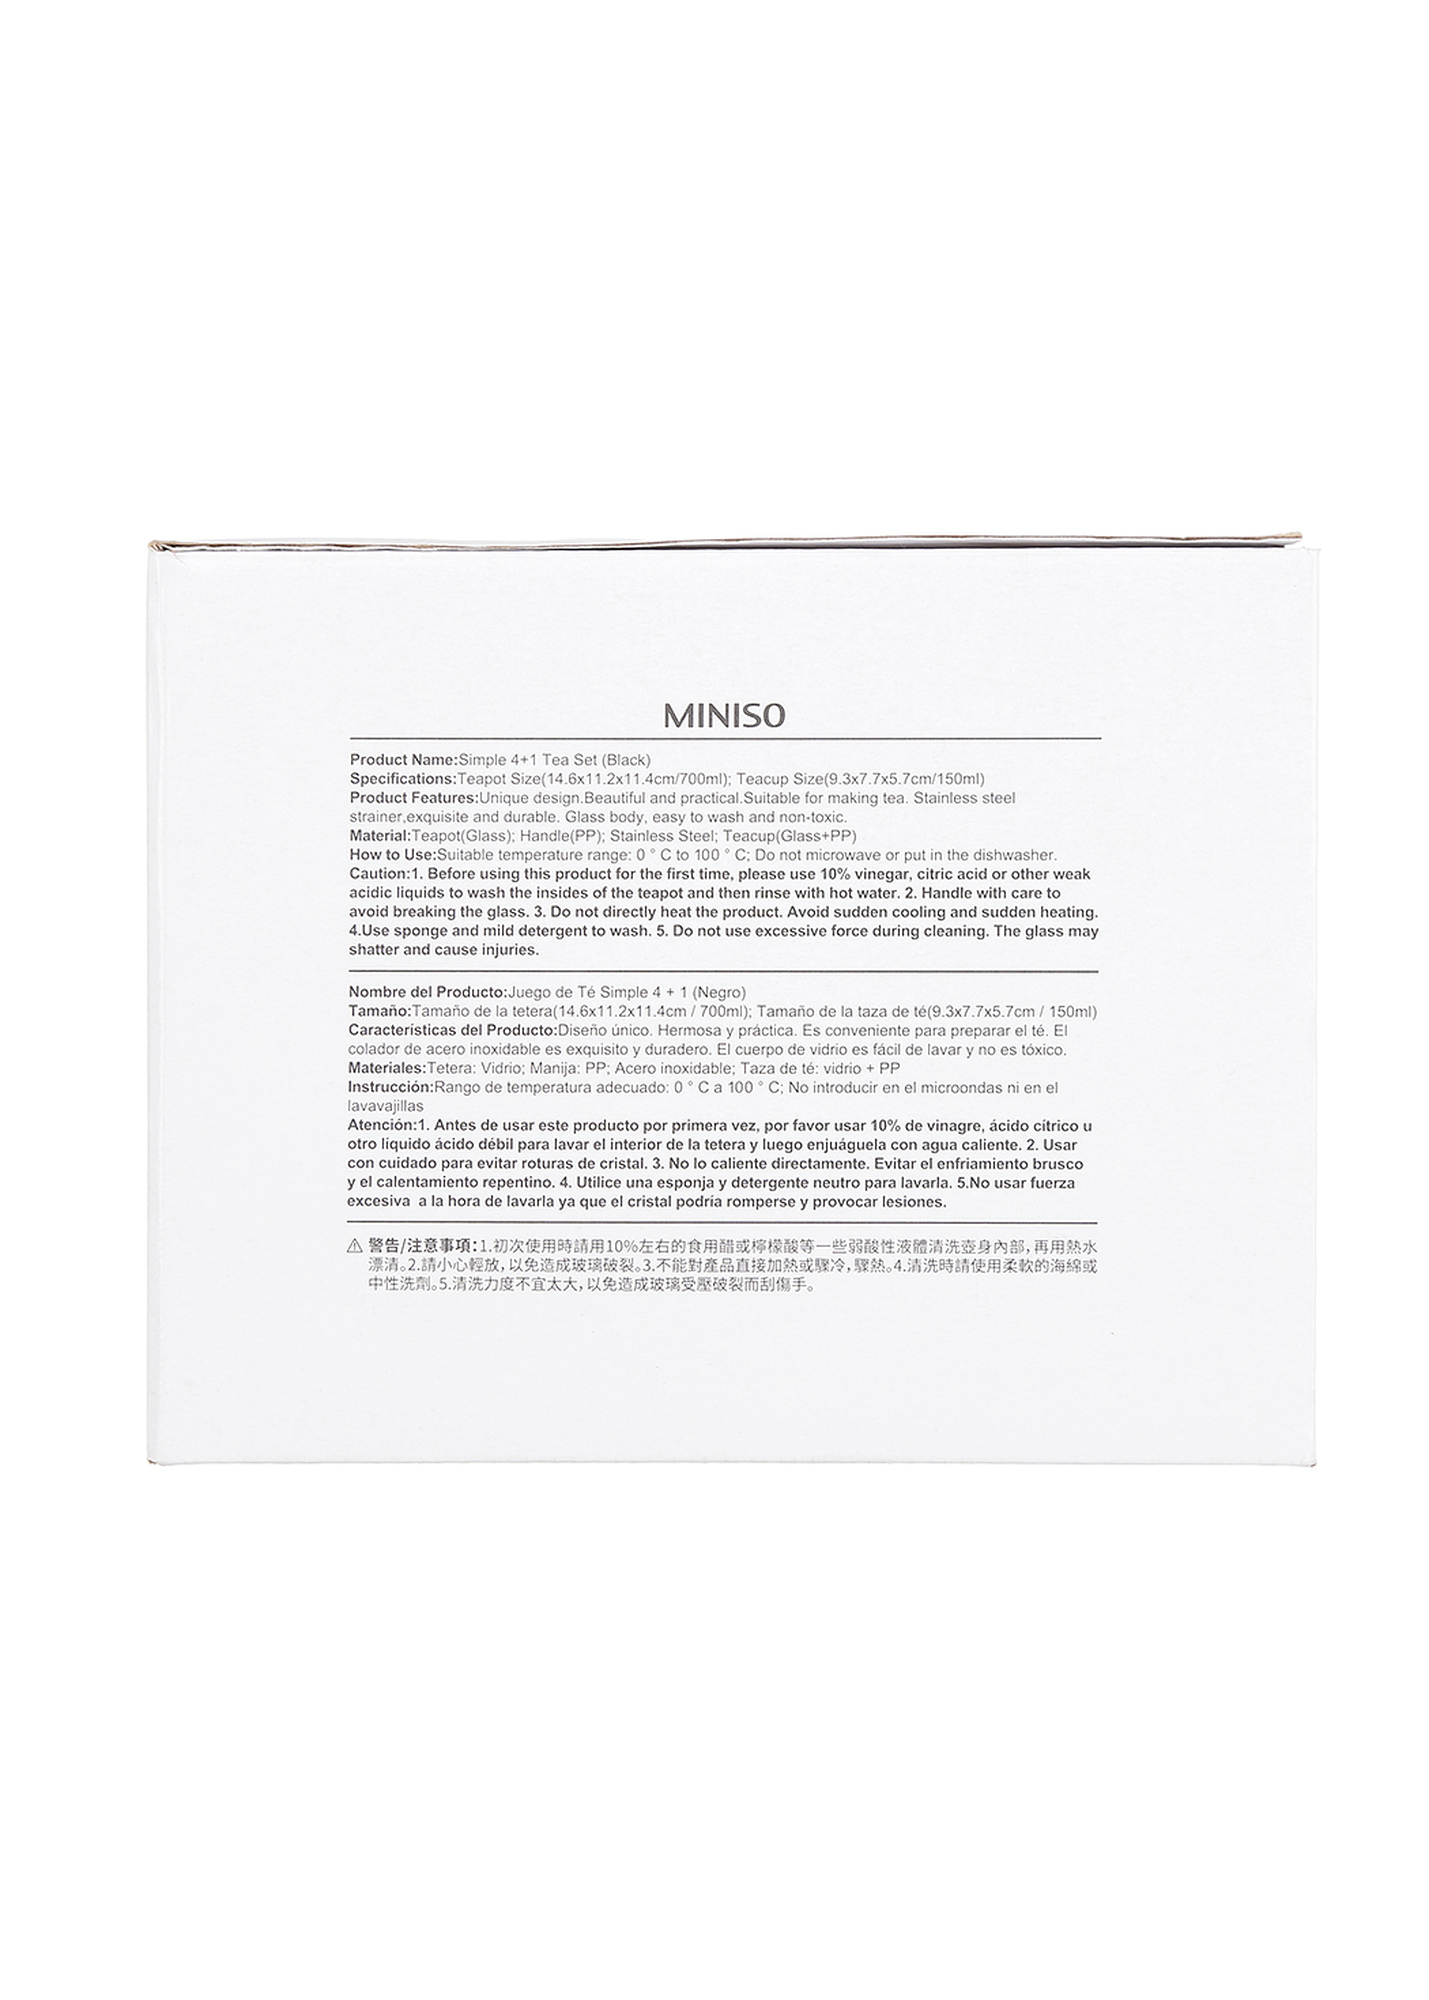 MINISO
Product Name:Simple 4+1 Tea Set (Black)
Specifications:Teapot Size(14.6x11.2x11.4cm/700ml); Teacup Size(9.3x7.7x5.7cm/150ml)
Product Features:Unique design.Beautiful and practical.Suitable for making tea. Stainless steel
strainer,exquisite and durable. Glass body, easy to wash and non-toxic.
Material:Teapot(Glass); Handle(PP); Stainless Steel; Teacup(Glass+PP)
How to Use:Suitable temperature range: 0 ° C to 100 ° C; Do not microwave or put in the dishwasher.
Caution:1. Before using this product for the first time, please use 10% vinegar, citric acid or other weak
acidic liquids to wash the insides of the teapot and then rinse with hot water. 2. Handle with care to
avoid breaking the glass. 3. Do not directly heat the product. Avoid sudden cooling and sudden heating.
4.Use sponge and mild detergent to wash. 5. Do not use excessive force during cleaning. The glass may
shatter and cause injuries.
Nombre del Producto:Juego de Té Simple 4 + 1 (Negro)
Tamaño:Tamaño de la tetera(14.6x11.2x11.4cm / 700ml); Tamaño de la taza de té(9.3x7.7x5.7cm / 150ml)
Características del Producto:Diseño único. Hermosa y práctica. Es conveniente para preparar el té. El
colador de acero inoxidable es exquisito y duradero. El cuerpo de vidrio es fácil de lavar y no es tóxico.
Materiales:Tetera: Vidrio; Manija: PP; Acero inoxidable; Taza de té: vidrio + PP
Instrucción:Rango de temperatura adecuado: 0 ° C a 100 ° C; No introducir en el microondas ni en el
lavavajillas
Atención:1. Antes de usar este producto por primera vez, por favor usar 10% de vinagre, ácido cítrico u
otro líquido ácido débil para lavar el interior de la tetera y luego enjuáguela con agua caliente. 2. Usar
con cuidado para evitar roturas de cristal. 3. No lo caliente directamente. Evitar el enfriamiento brusco
y el calentamiento repentino. 4. Utilice una esponja y detergente neutro para lavarla. 5.No usar fuerza
excesiva a la hora de lavarla ya que el cristal podría romperse y provocar lesiones.
⚠ 警告/注意事項：1.初次使用時請用10%左右的食用醋或檸檬酸等一些弱酸性液體清洗壺身內部，再用熱水
漂清。2.請小心輕放，以免造成玻璃破裂。3.不能對產品直接加熱或驟冷，驟熱。4.清洗時請使用柔軟的海綿或
中性洗劑。5.清洗力度不宜太大，以免造成玻璃受壓破裂而刮傷手。